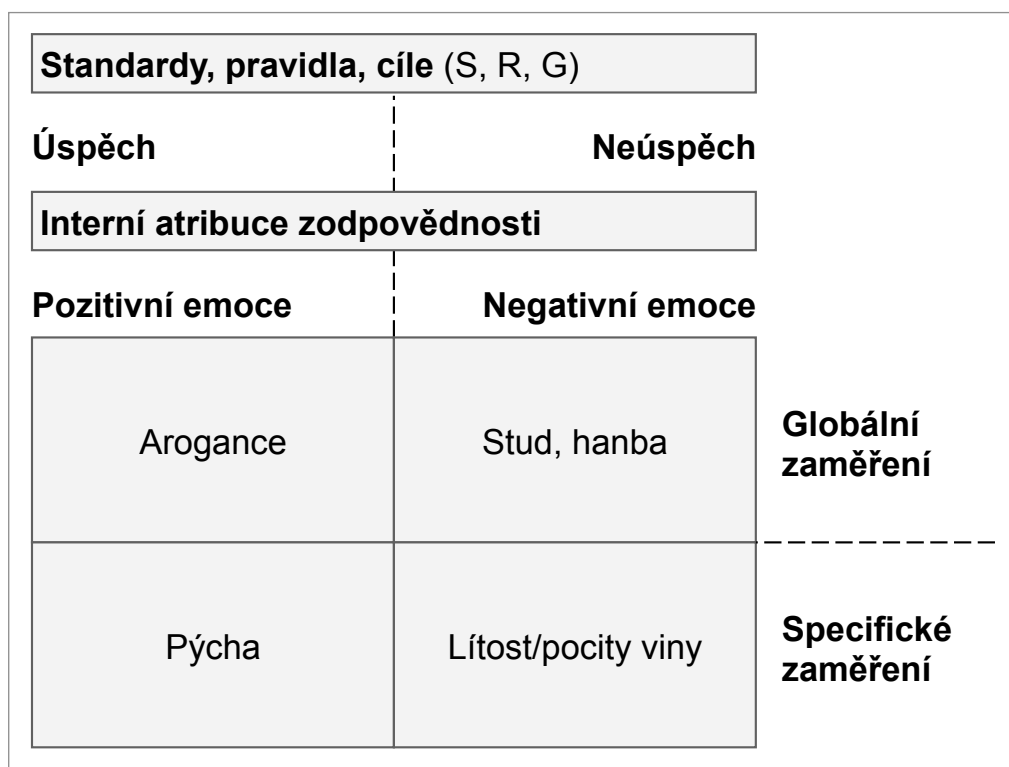 Standardy, pravidla, cíle (S, R, G)
Úspěch
Neúspěch
Interní atribuce zodpovědnosti
Pozitivní emoce
Negativní emoce
Arogance
Stud, hanba
Globální
zaměření
Pýcha
Lítost/pocity viny
Specifické
zaměření